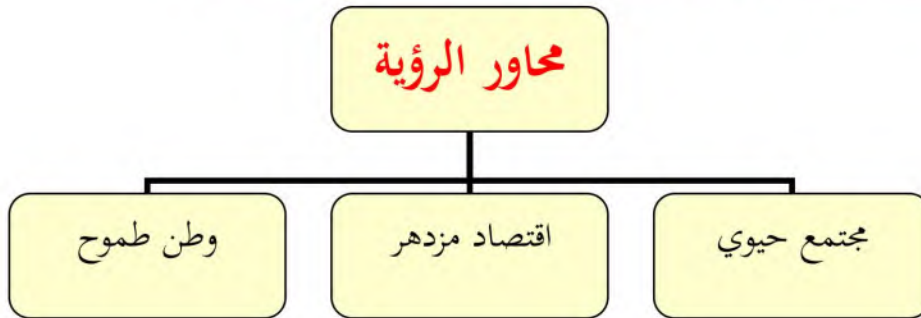 محاور الرؤية
مجتمع حيوي
اقتصاد مزدهر
وطن طموح